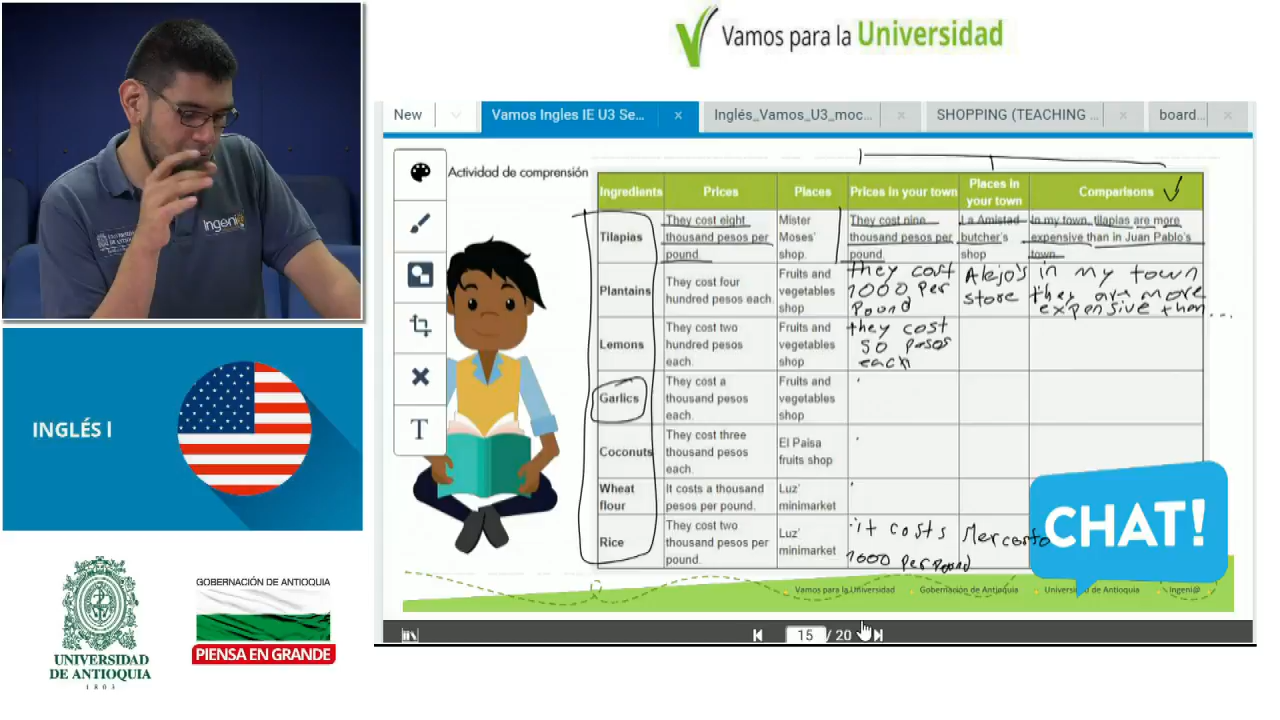 Vamos para la Universidad
New
Vamos Ingles IE U3 Se...
Inglés_Vamos_U3_moc...
SHOPPING (TEACHING ...
board...
Ingeni@
Actividad de comprensión
Ingredients Prices Places Prices in your town Places in your town Comparisons
Tilapias
They cost eight
thousand pesos per
pound
Mister
Moses'
shop.
They cost nine
thousand pesos per
pound
La Amistad
butcher's
shop
In my town, tilapias are more
expensive than in Juan Pablo's
town.
Plantains
They cost four
hundred pesos each.
Fruits and
vegetables
shop
they cost
1000 per
pound
Alejo's
store
in my town
they are more
expensive than...
Lemons
They cost two
hundred pesos
each.
Fruits and
vegetables
shop
they cost
50 pesos
each
Garlics
They cost a
thousand pesos
each.
Fruits and
vegetables
shop
Coconuts
They cost three
thousand pesos
each.
El Paisa
fruits shop
Wheat
flour
It costs a thousand
pesos per pound.
Luz'
minimarket
Rice
They cost two
thousand pesos per
pound.
Luz'
minimarket
it costs
1000 per pound
CHAT!
T
Vamos para la Universidad
Gobernación de Antioquia
Universi de Antioquia
Ingeni@
15 / 20
INGLÉS I
UNIVERSIDAD
DE ANTIOQUIA
1803
GOBERNACIÓN DE ANTIOQUIA
PIENSA EN GRANDE